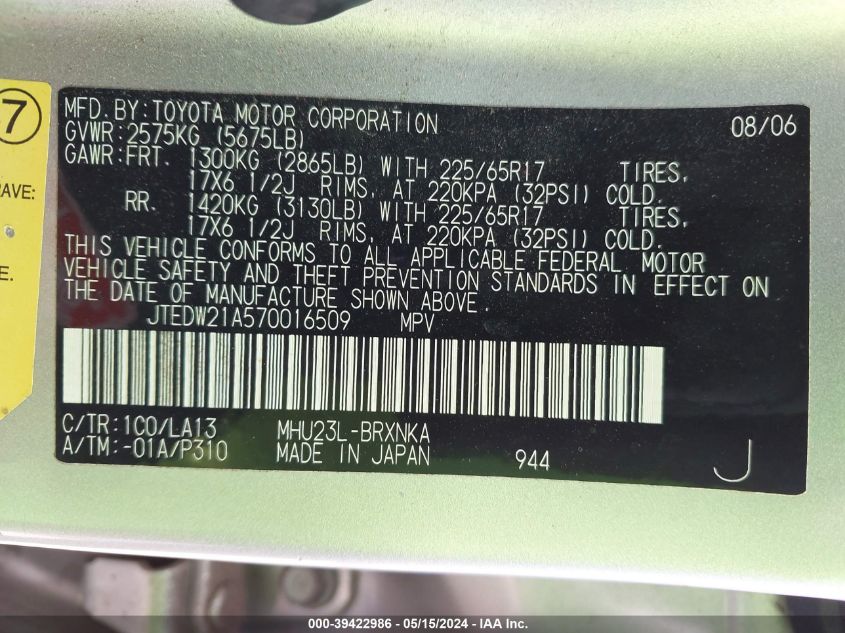 7
AVE:
E.
MFD. BY: TOYOTA MOTOR CORPORATION 08/06
GVWR: 2575KG (5675LB)
GAWR: FRT. 1300KG (2865LB) WITH 225/65R17 TIRES,
17X6 1/2J RIMS, AT 220KPA (32PSI) COLD.
RR. 1420KG (3130LB) WITH 225/65R17 TIRES,
17X6 1/2J RIMS, AT 220KPA (32PSI) COLD.
THIS VEHICLE CONFORMS TO ALL APPLICABLE FEDERAL MOTOR
VEHICLE SAFETY AND THEFT PREVENTION STANDARDS IN EFFECT ON
THE DATE OF MANUFACTURE SHOWN ABOVE.
JTEDW21A570016509 MPV
C/TR: 1C0/LA13 MHU23L-BRXNKA
A/TM: -01A/P310 MADE IN JAPAN 944 J
000-39422986 - 05/15/2024 - IAA Inc.